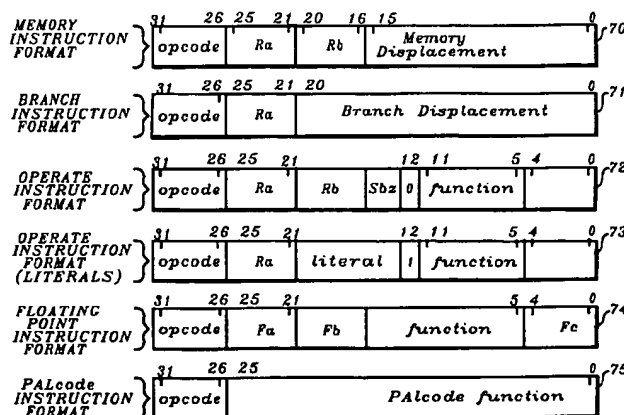 MEMORY INSTRUCTION FORMAT
31 26 25 21 20 16 15 0
opcode Ra Rb Memory Displacement
70
BRANCH INSTRUCTION FORMAT
31 26 25 21 20 0
opcode Ra Branch Displacement
71
OPERATE INSTRUCTION FORMAT
31 26 25 21 12 11 5 4 0
opcode Ra Rb Sbz 0 function
72
OPERATE INSTRUCTION FORMAT (LITERALS)
31 26 25 21 12 11 5 4 0
opcode Ra literal 1 function
73
FLOATING POINT INSTRUCTION FORMAT
31 26 25 21 5 4 0
opcode Fa Fb function Fc
74
PALcode INSTRUCTION FORMAT
31 26 25 0
opcode PAlcode function
75